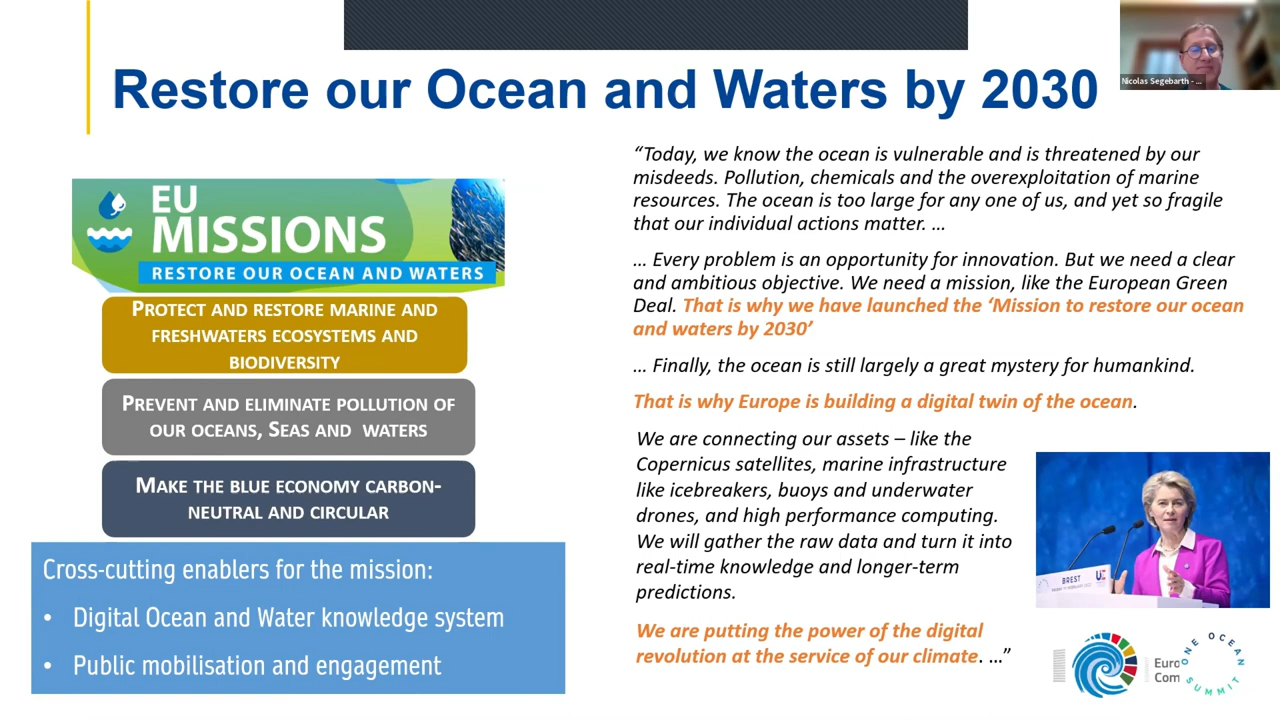 Restore our Ocean and Waters by 2030
Nicolas Segebarth - ...
EU
MISSIONS
RESTORE OUR OCEAN AND WATERS
PROTECT AND RESTORE MARINE AND
FRESHWATERS ECOSYSTEMS AND
BIODIVERSITY
PREVENT AND ELIMINATE POLLUTION OF
OUR OCEANS, SEAS AND WATERS
MAKE THE BLUE ECONOMY CARBON-
NEUTRAL AND CIRCULAR
Cross-cutting enablers for the mission:
• Digital Ocean and Water knowledge system
• Public mobilisation and engagement
“Today, we know the ocean is vulnerable and is threatened by our
misdeeds. Pollution, chemicals and the overexploitation of marine
resources. The ocean is too large for any one of us, and yet so fragile
that our individual actions matter. …
… Every problem is an opportunity for innovation. But we need a clear
and ambitious objective. We need a mission, like the European Green
Deal. That is why we have launched the ‘Mission to restore our ocean
and waters by 2030’
… Finally, the ocean is still largely a great mystery for humankind.
That is why Europe is building a digital twin of the ocean.
We are connecting our assets – like the
Copernicus satellites, marine infrastructure
like icebreakers, buoys and underwater
drones, and high performance computing.
We will gather the raw data and turn it into
real-time knowledge and longer-term
predictions.
We are putting the power of the digital
revolution at the service of our climate. …”
BREST
Euro
Com
ONE OCEAN
SUMMIT